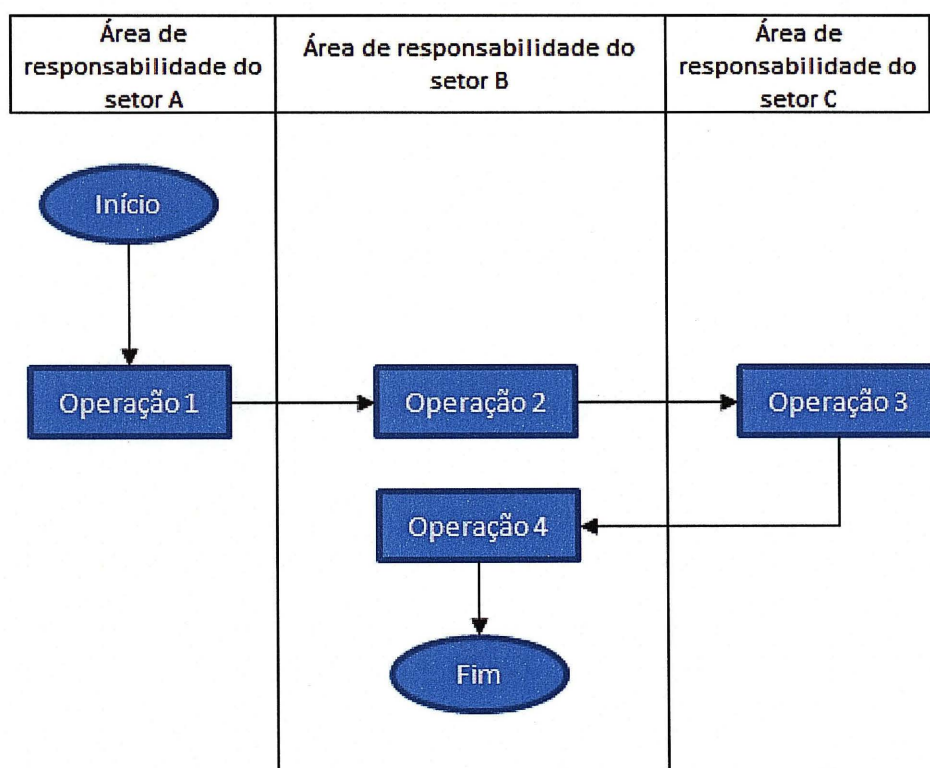 Área de
responsabilidade do
setor A
Área de responsabilidade do
setor B
Área de
responsabilidade do
setor C
Início
Operação 1
Operação 2
Operação 3
Operação 4
Fim